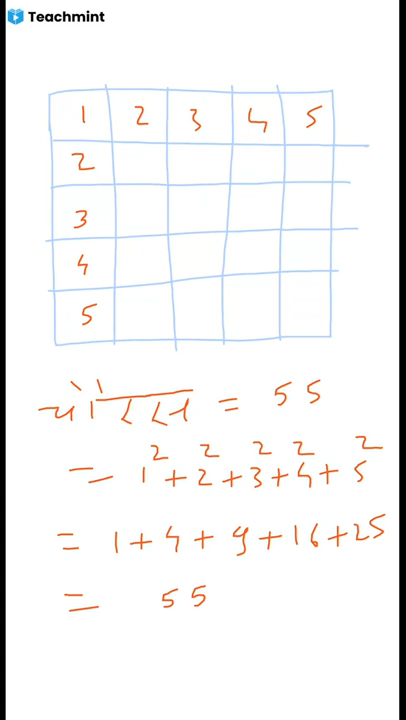 Teachmint
1 2 3 4 5
2
3
4
5
= 55
= 1² + 2² + 3² + 4² + 5²
= 1 + 4 + 9 + 16 + 25
= 55